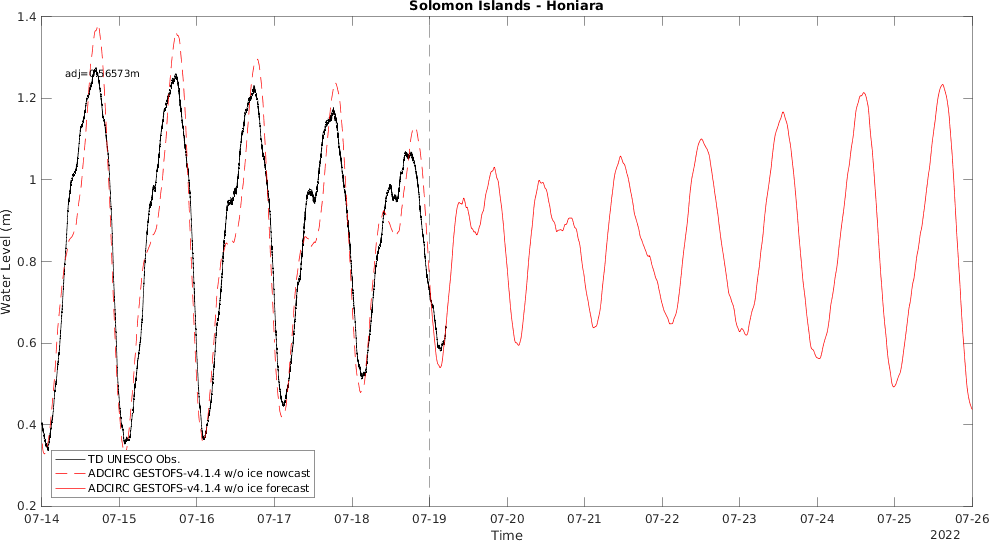 Solomon Islands - Honiara
1.4
1.2
1
0.8
0.6
0.4
0.2
Water Level (m)
adj=0.56573m
TD UNESCO Obs.
ADCIRC GESTOFS-v4.1.4 w/o ice nowcast
ADCIRC GESTOFS-v4.1.4 w/o ice forecast
07-14 07-15 07-16 07-17 07-18 07-19 07-20 07-21 07-22 07-23 07-24 07-25 07-26
Time
2022